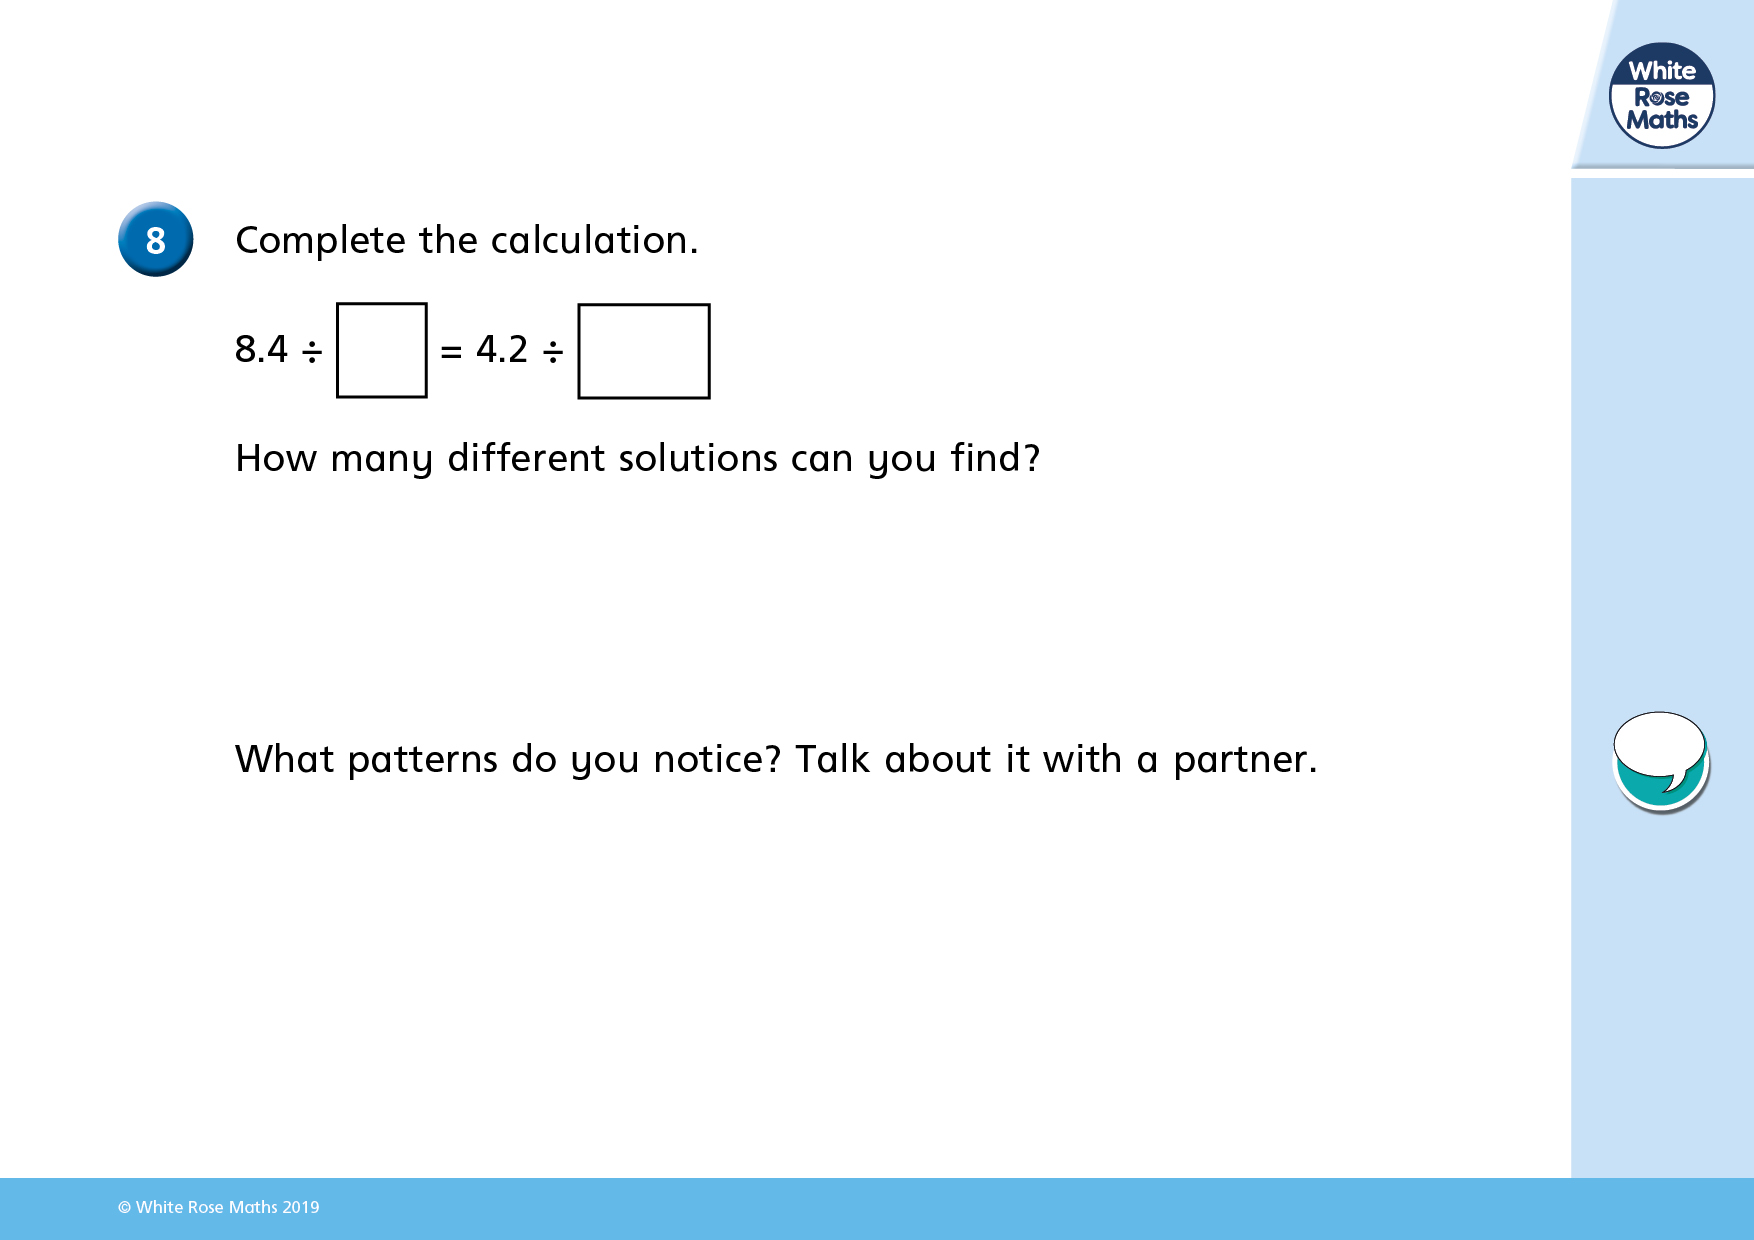 White
Rose
Maths
8 Complete the calculation.
8.4 ÷ = 4.2 ÷
How many different solutions can you find?
What patterns do you notice? Talk about it with a partner.
© White Rose Maths 2019